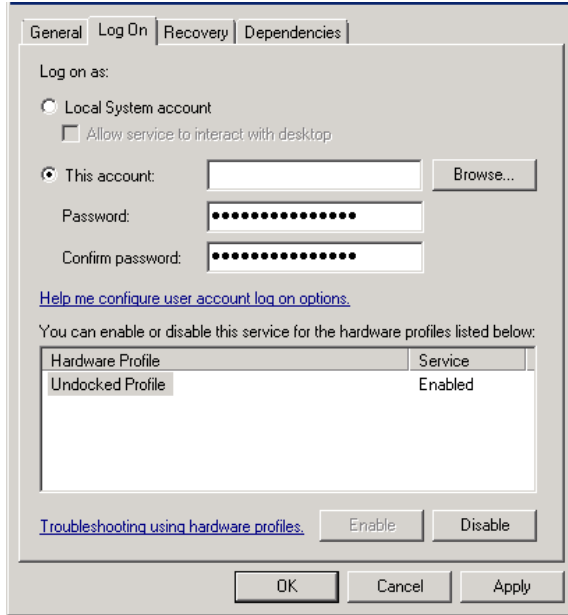 General Log On Recovery Dependencies
Log on as:
Local System account
Allow service to interact with desktop
This account: Browse...
Password: ●●●●●●●●●●●●●●●
Confirm password: ●●●●●●●●●●●●●●●
Help me configure user account log on options.
You can enable or disable this service for the hardware profiles listed below:
Hardware Profile Service
Undocked Profile Enabled
Troubleshooting using hardware profiles. Enable Disable
OK Cancel Apply